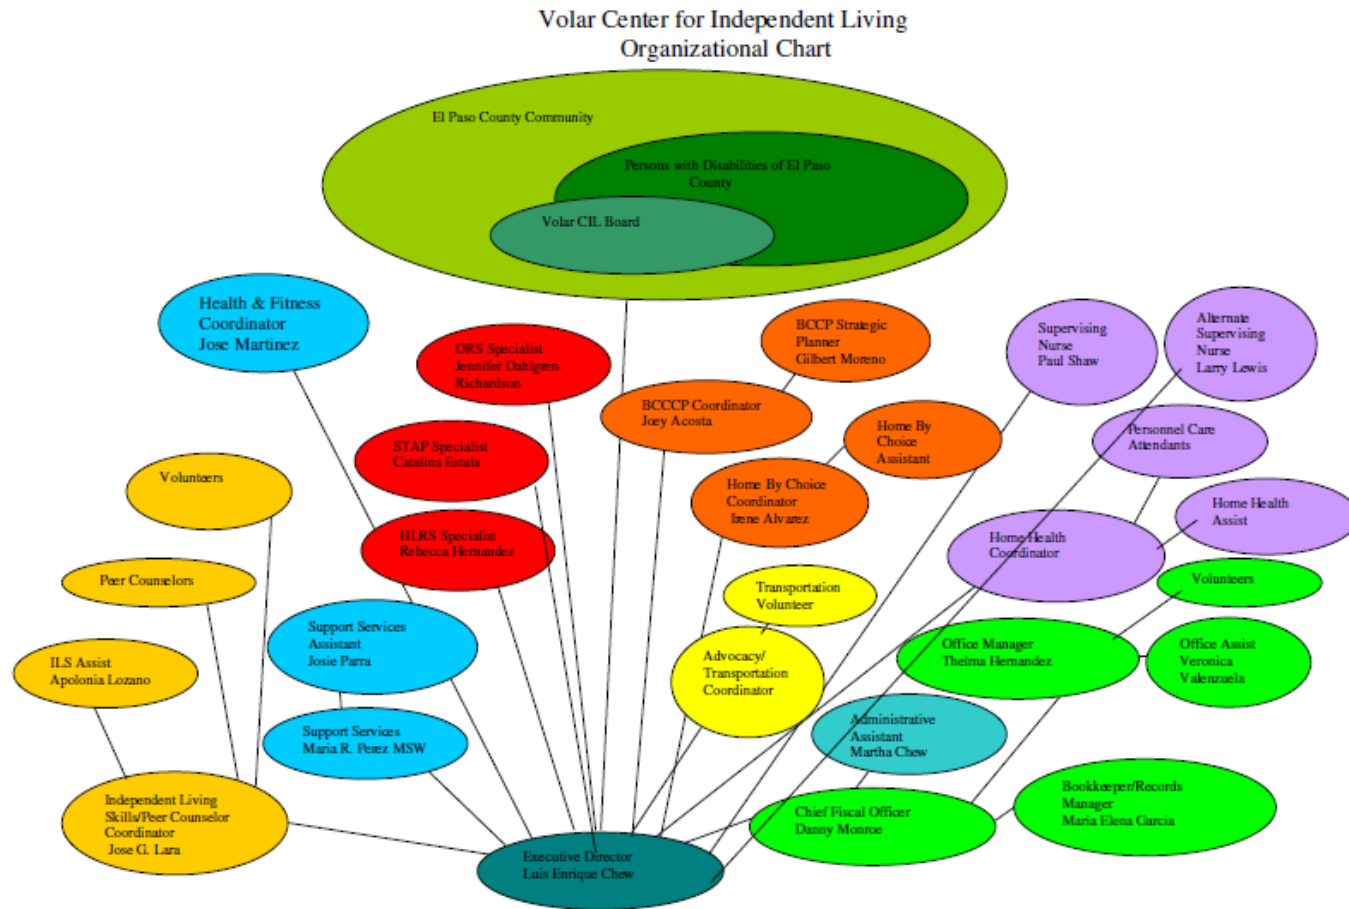 Volar Center for Independent Living
Organizational Chart
El Paso County Community
Persons with Disabilities of El Paso
County
Volar CIL Board
Health & Fitness
Coordinator
Jose Martinez
DRS Specialist
Jennifer Dahlgren-
Richardson
BCCP Strategic
Planner
Gilbert Moreno
Supervising
Nurse
Paul Shaw
Alternate
Supervising
Nurse
Larry Lewis
BCCCP Coordinator
Joey Acosta
Home By
Choice
Assistant
Personnel Care
Attendants
STAP Specialist
Catalina Estala
Volunteers
Home By Choice
Coordinator
Irene Alvarez
Home Health
Assist
HLRS Specialist
Rebecca Hernandez
Home Health
Coordinator
Peer Counselors
Transportation
Volunteer
Volunteers
Support Services
Assistant
Josie Parra
ILS Assist
Apolonia Lozano
Advocacy/
Transportation
Coordinator
Office Manager
Thelma Hernandez
Office Assist
Veronica
Valenzuela
Support Services
Maria R. Perez MSW
Administrative
Assistant
Martha Chew
Independent Living
Skills/Peer Counselor
Coordinator
Jose G. Lara
Chief Fiscal Officer
Danny Monroe
Bookkeeper/Records
Manager
Maria Elena Garcia
Executive Director
Luis Enrique Chew